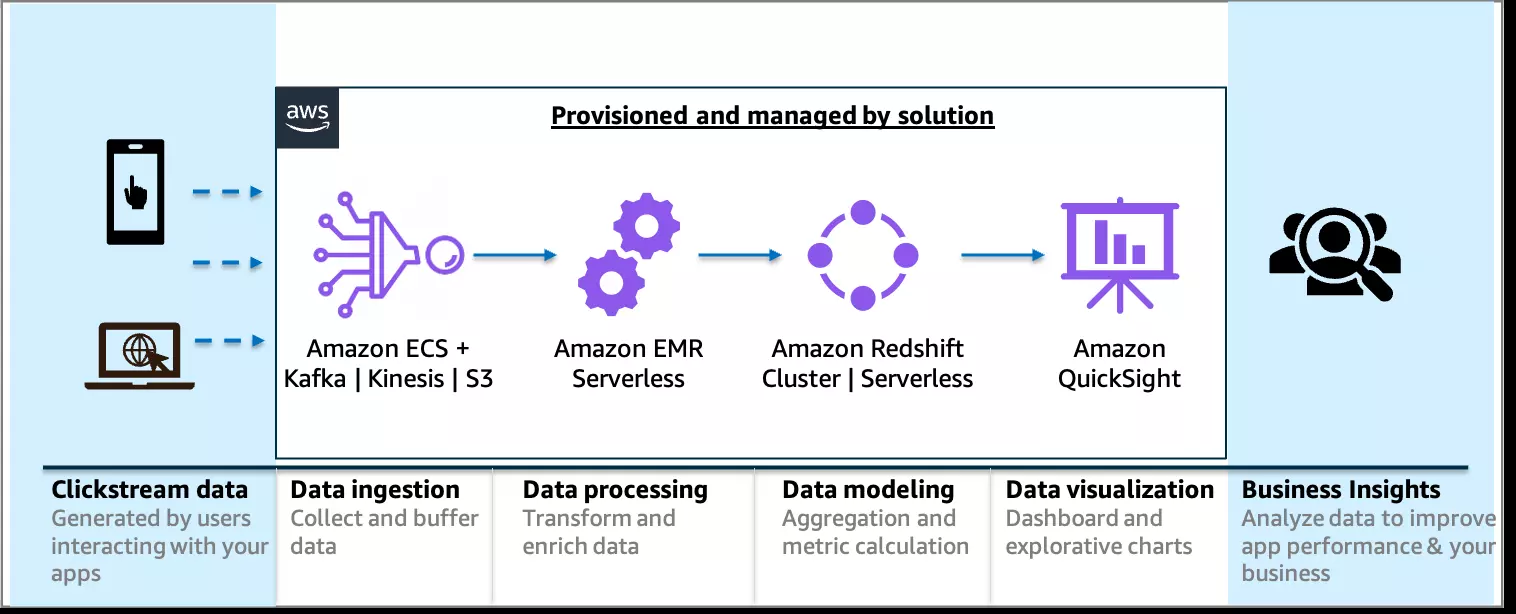 aws
Provisioned and managed by solution
Amazon ECS +
Kafka | Kinesis | S3
Amazon EMR
Serverless
Amazon Redshift
Cluster | Serverless
Amazon
QuickSight
Clickstream data
Generated by users
interacting with your
apps
Data ingestion
Collect and buffer
data
Data processing
Transform and
enrich data
Data modeling
Aggregation and
metric calculation
Data visualization
Dashboard and
explorative charts
Business Insights
Analyze data to improve
app performance & your
business